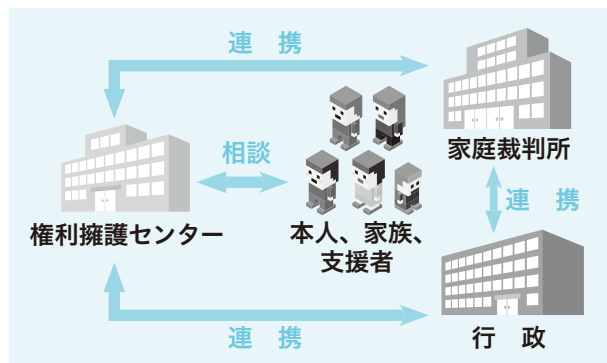 連　携
相談
家庭裁判所
権利擁護センター
本人、家族、
支援者
連　携
連　携
行　政